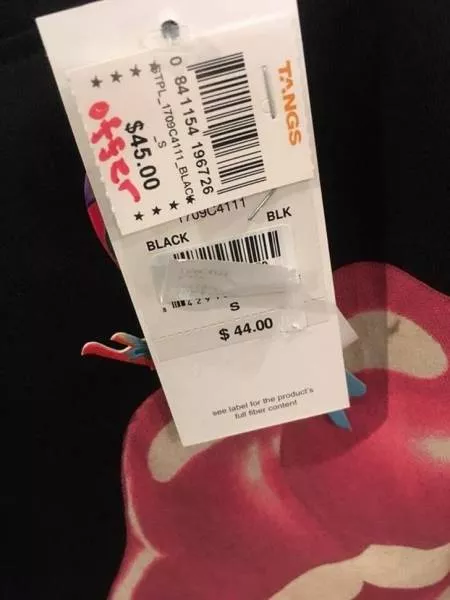 TANGS
0 841154 196726
STPL_1709C4111_BLACK
_S
$45.00
offer
1709C4111
BLK
BLACK
S
$ 44.00
see label for the product's
full fiber content